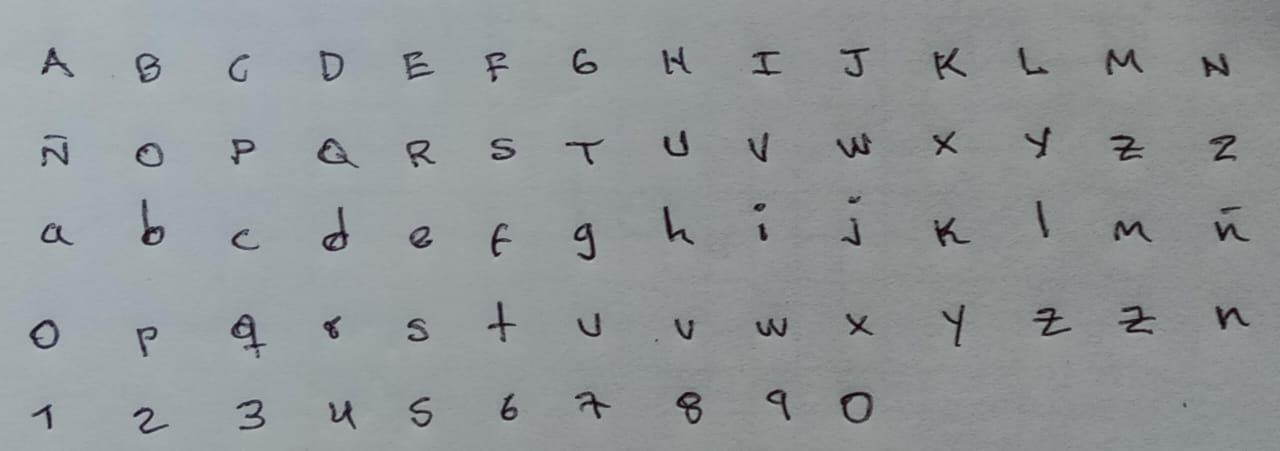 A B C D E F G H I J K L M N
Ñ O P Q R S T U V W X Y Z Z
a b c d e f g h i j k l m ñ
o p q r s t u v w x y z z n
1 2 3 4 5 6 7 8 9 0